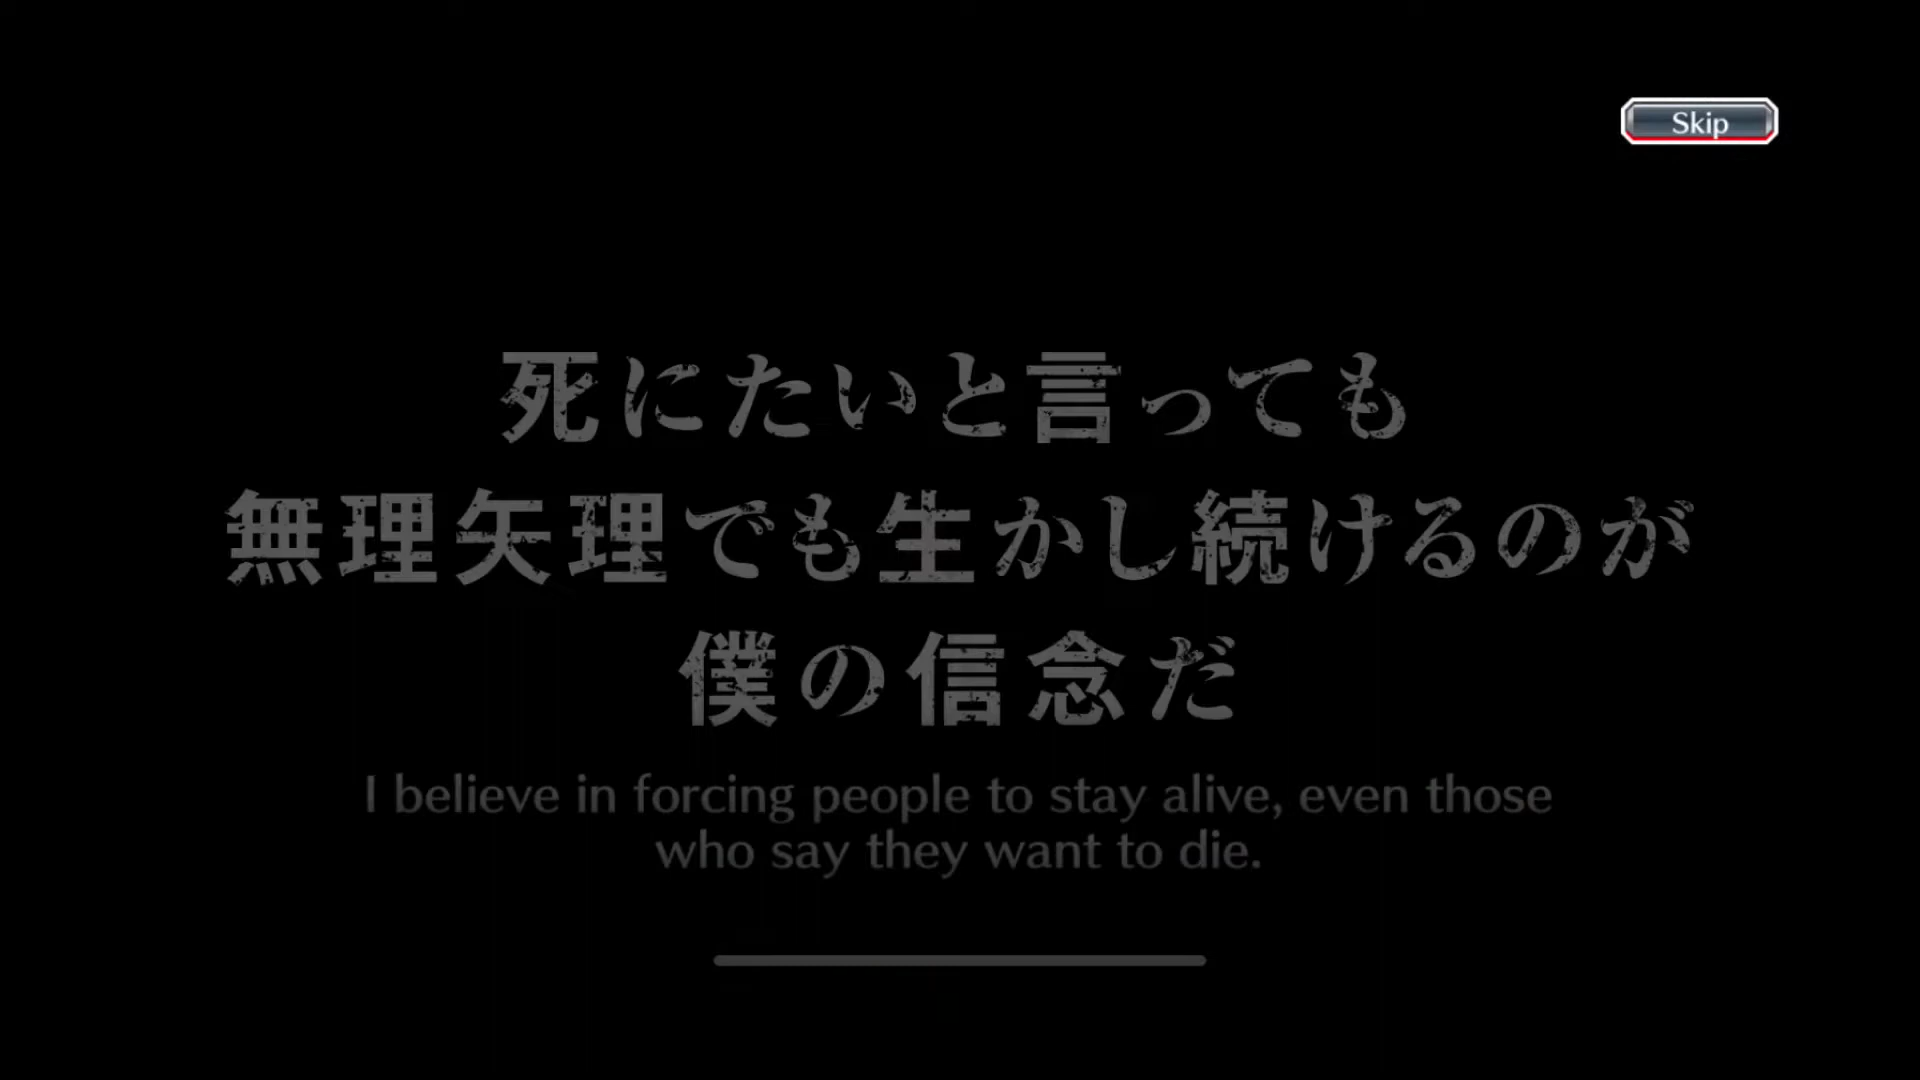 Skip
死にたいと言っても
無理矢理でも生かし続けるのが
僕の信念だ
I believe in forcing people to stay alive, even those
who say they want to die.